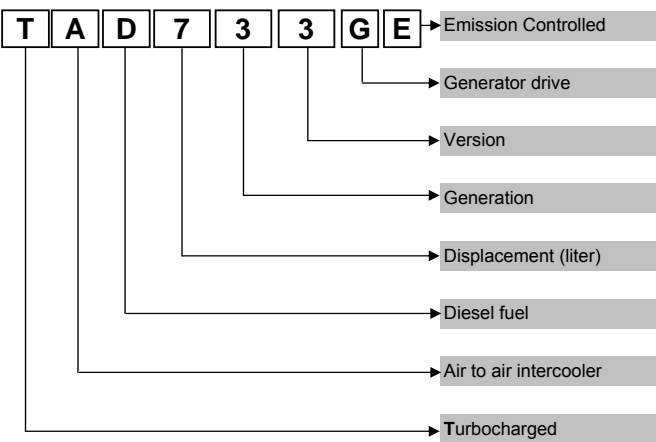 T A D 7 3 3 G E
Emission Controlled
Generator drive
Version
Generation
Displacement (liter)
Diesel fuel
Air to air intercooler
Turbocharged